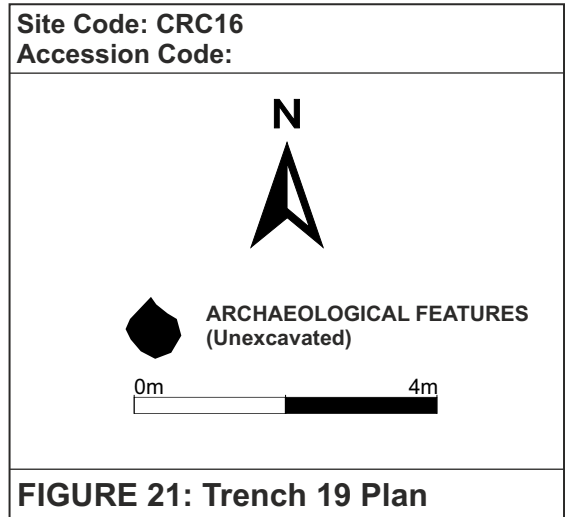 Site Code: CRC16
Accession Code:
N
ARCHAEOLOGICAL FEATURES
(Unexcavated)
0m 4m
FIGURE 21: Trench 19 Plan